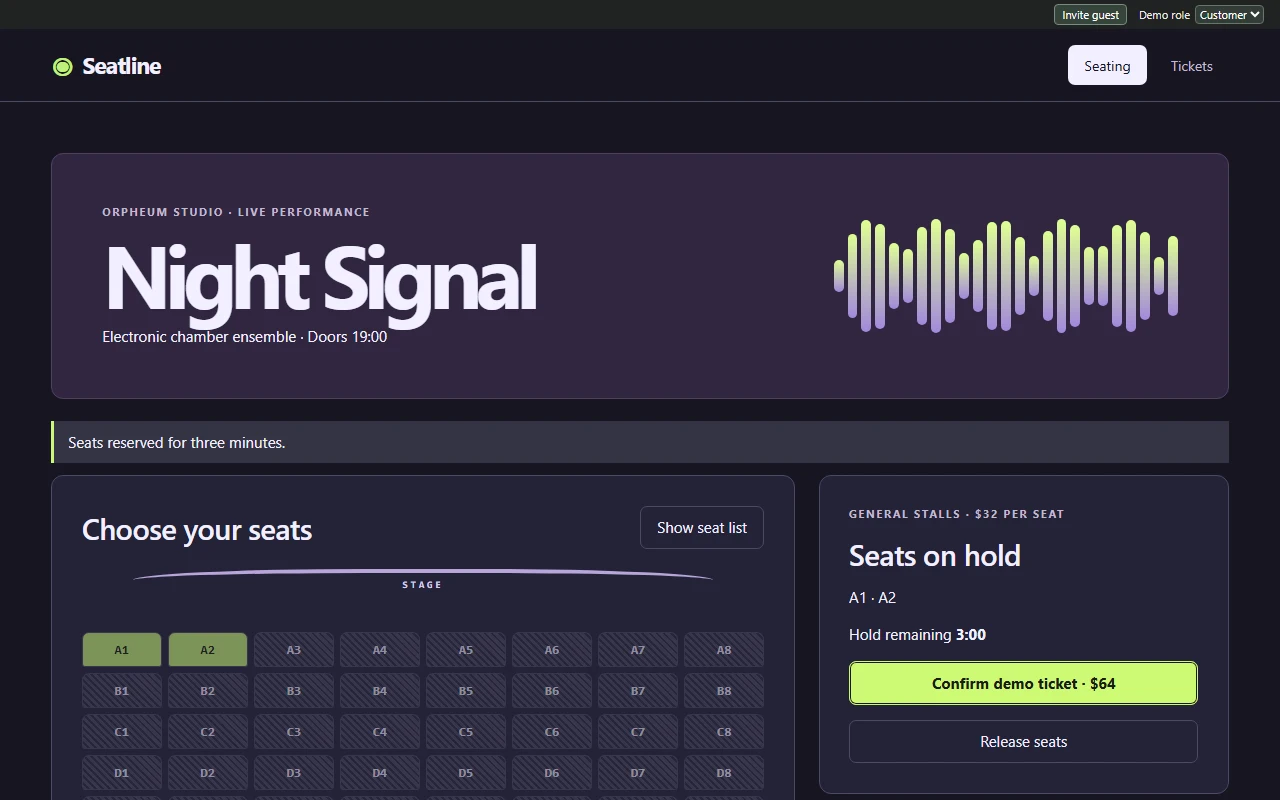 Invite guest Demo role Customer
Seatline
Seating Tickets
ORPHEUM STUDIO · LIVE PERFORMANCE
Night Signal
Electronic chamber ensemble · Doors 19:00
Seats reserved for three minutes.
Choose your seats
Show seat list
STAGE
A1 A2 A3 A4 A5 A6 A7 A8
B1 B2 B3 B4 B5 B6 B7 B8
C1 C2 C3 C4 C5 C6 C7 C8
D1 D2 D3 D4 D5 D6 D7 D8
GENERAL STALLS · $32 PER SEAT
Seats on hold
A1 · A2
Hold remaining 3:00
Confirm demo ticket · $64
Release seats